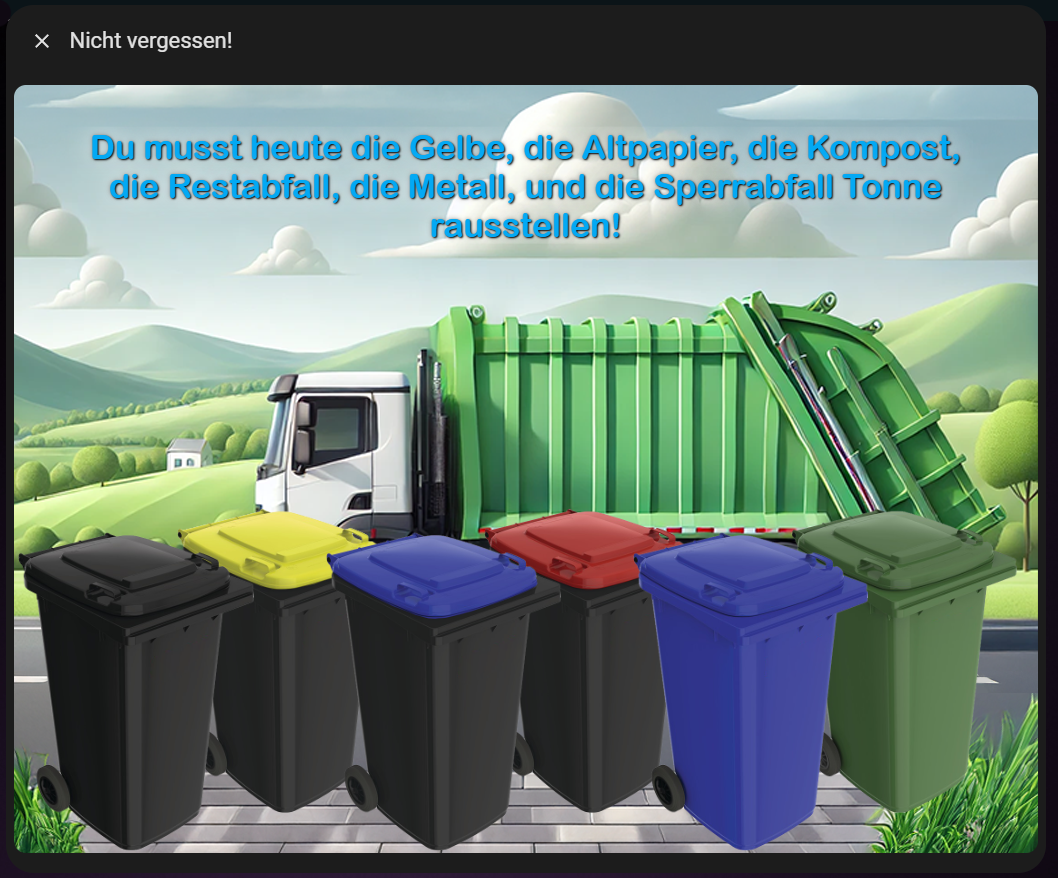 Nicht vergessen!
Du musst heute die Gelbe, die Altpapier, die Kompost,
die Restabfall, die Metall, und die Sperrabfall Tonne
rausstellen!